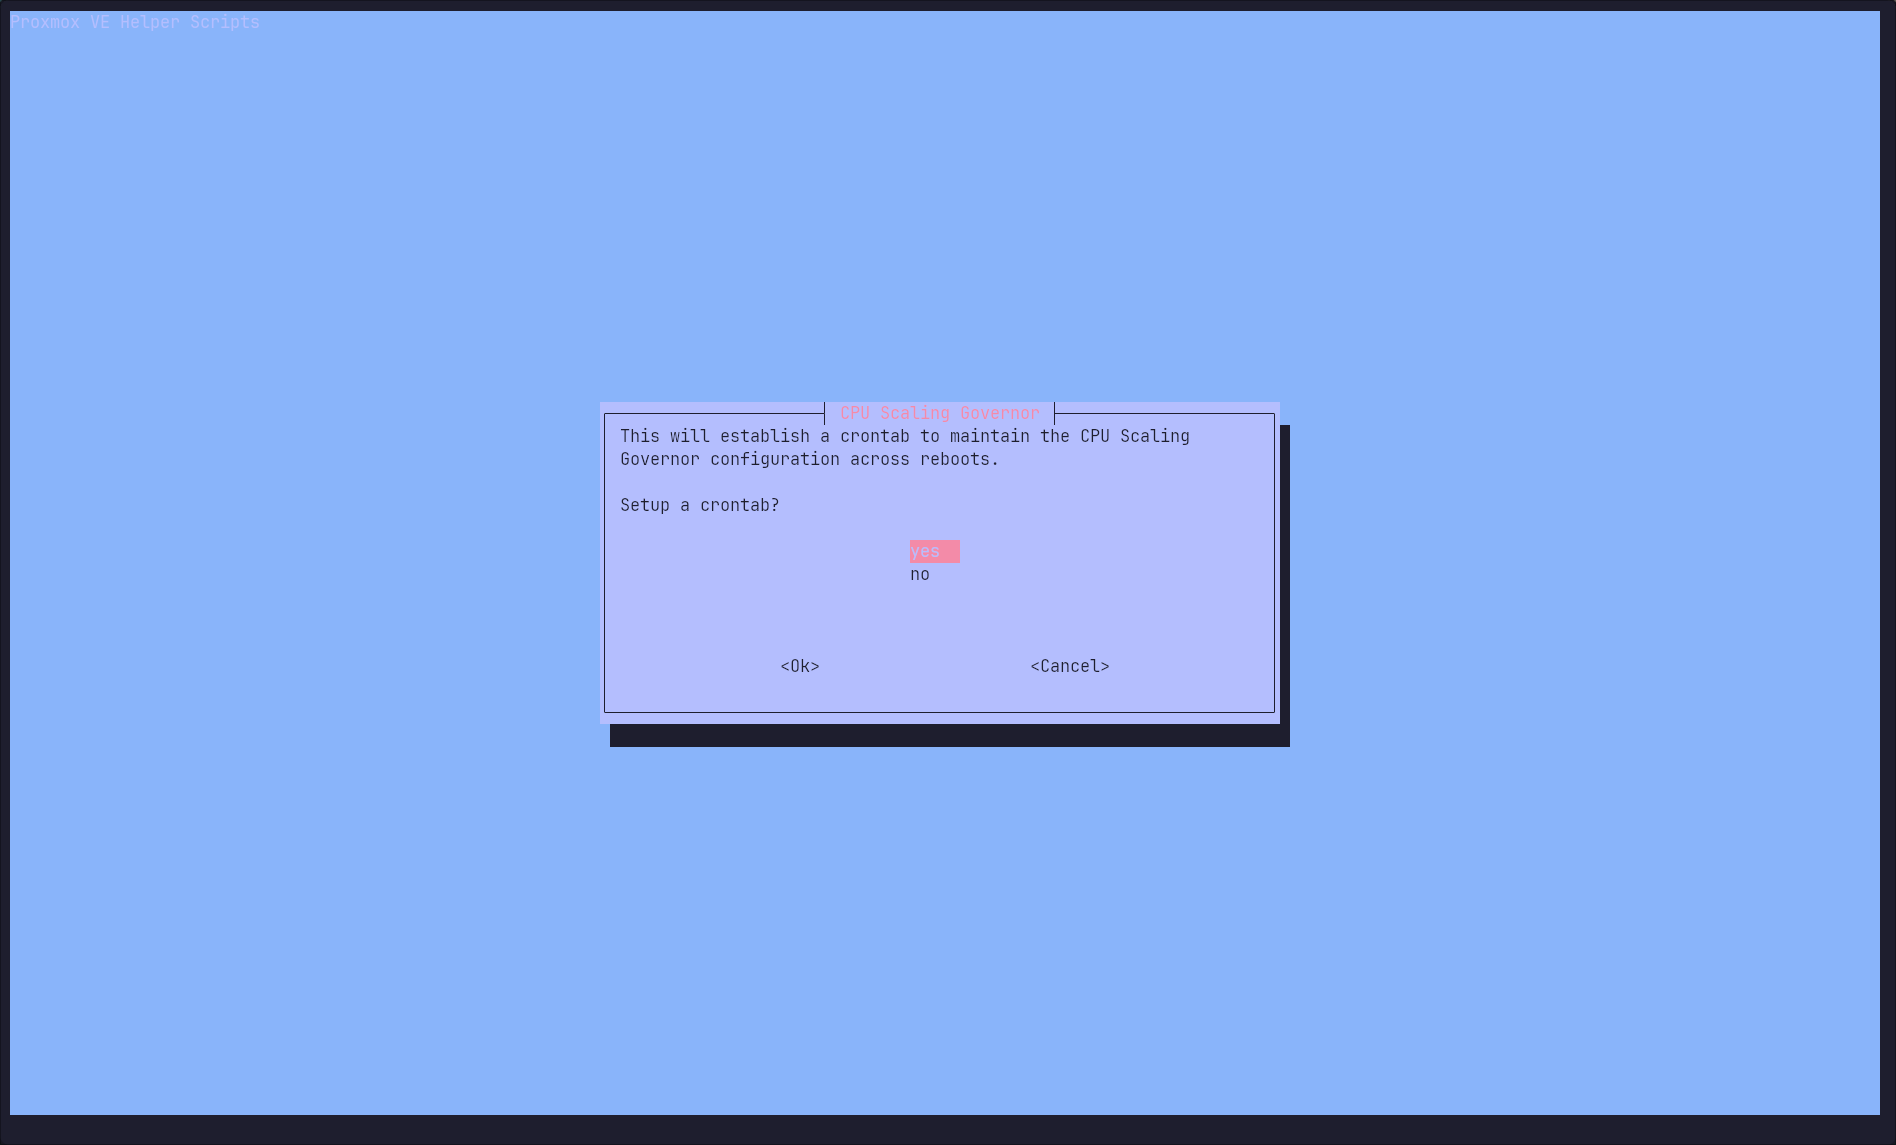 Proxmox VE Helper Scripts
CPU Scaling Governor
This will establish a crontab to maintain the CPU Scaling
Governor configuration across reboots.
Setup a crontab?
yes
no
<Ok> <Cancel>